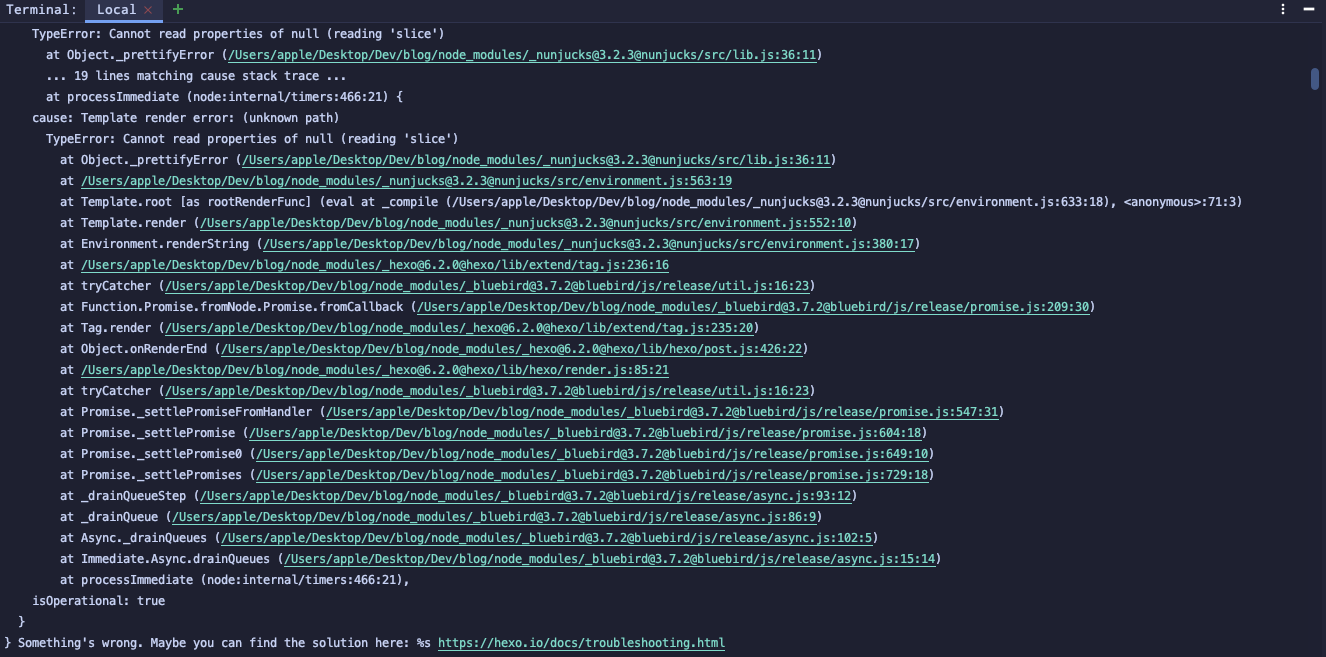 Terminal: Local × +
TypeError: Cannot read properties of null (reading 'slice')
at Object._prettifyError (/Users/apple/Desktop/Dev/blog/node_modules/_nunjucks@3.2.3@nunjucks/src/lib.js:36:11)
... 19 lines matching cause stack trace ...
at processImmediate (node:internal/timers:466:21) {
cause: Template render error: (unknown path)
TypeError: Cannot read properties of null (reading 'slice')
at Object._prettifyError (/Users/apple/Desktop/Dev/blog/node_modules/_nunjucks@3.2.3@nunjucks/src/lib.js:36:11)
at /Users/apple/Desktop/Dev/blog/node_modules/_nunjucks@3.2.3@nunjucks/src/environment.js:563:19
at Template.root [as rootRenderFunc] (eval at _compile (/Users/apple/Desktop/Dev/blog/node_modules/_nunjucks@3.2.3@nunjucks/src/environment.js:633:18), <anonymous>:71:3)
at Template.render (/Users/apple/Desktop/Dev/blog/node_modules/_nunjucks@3.2.3@nunjucks/src/environment.js:552:10)
at Environment.renderString (/Users/apple/Desktop/Dev/blog/node_modules/_nunjucks@3.2.3@nunjucks/src/environment.js:380:17)
at /Users/apple/Desktop/Dev/blog/node_modules/_hexo@6.2.0@hexo/lib/extend/tag.js:236:16
at tryCatcher (/Users/apple/Desktop/Dev/blog/node_modules/_bluebird@3.7.2@bluebird/js/release/util.js:16:23)
at Function.Promise.fromNode.Promise.fromCallback (/Users/apple/Desktop/Dev/blog/node_modules/_bluebird@3.7.2@bluebird/js/release/promise.js:209:30)
at Tag.render (/Users/apple/Desktop/Dev/blog/node_modules/_hexo@6.2.0@hexo/lib/extend/tag.js:235:20)
at Object.onRenderEnd (/Users/apple/Desktop/Dev/blog/node_modules/_hexo@6.2.0@hexo/lib/hexo/post.js:426:22)
at /Users/apple/Desktop/Dev/blog/node_modules/_hexo@6.2.0@hexo/lib/hexo/render.js:85:21
at tryCatcher (/Users/apple/Desktop/Dev/blog/node_modules/_bluebird@3.7.2@bluebird/js/release/util.js:16:23)
at Promise._settlePromiseFromHandler (/Users/apple/Desktop/Dev/blog/node_modules/_bluebird@3.7.2@bluebird/js/release/promise.js:547:31)
at Promise._settlePromise (/Users/apple/Desktop/Dev/blog/node_modules/_bluebird@3.7.2@bluebird/js/release/promise.js:604:18)
at Promise._settlePromise0 (/Users/apple/Desktop/Dev/blog/node_modules/_bluebird@3.7.2@bluebird/js/release/promise.js:649:10)
at Promise._settlePromises (/Users/apple/Desktop/Dev/blog/node_modules/_bluebird@3.7.2@bluebird/js/release/promise.js:729:18)
at _drainQueueStep (/Users/apple/Desktop/Dev/blog/node_modules/_bluebird@3.7.2@bluebird/js/release/async.js:93:12)
at _drainQueue (/Users/apple/Desktop/Dev/blog/node_modules/_bluebird@3.7.2@bluebird/js/release/async.js:86:9)
at Async._drainQueues (/Users/apple/Desktop/Dev/blog/node_modules/_bluebird@3.7.2@bluebird/js/release/async.js:102:5)
at Immediate.Async.drainQueues (/Users/apple/Desktop/Dev/blog/node_modules/_bluebird@3.7.2@bluebird/js/release/async.js:15:14)
at processImmediate (node:internal/timers:466:21),
isOperational: true
}
} Something's wrong. Maybe you can find the solution here: %s https://hexo.io/docs/troubleshooting.html